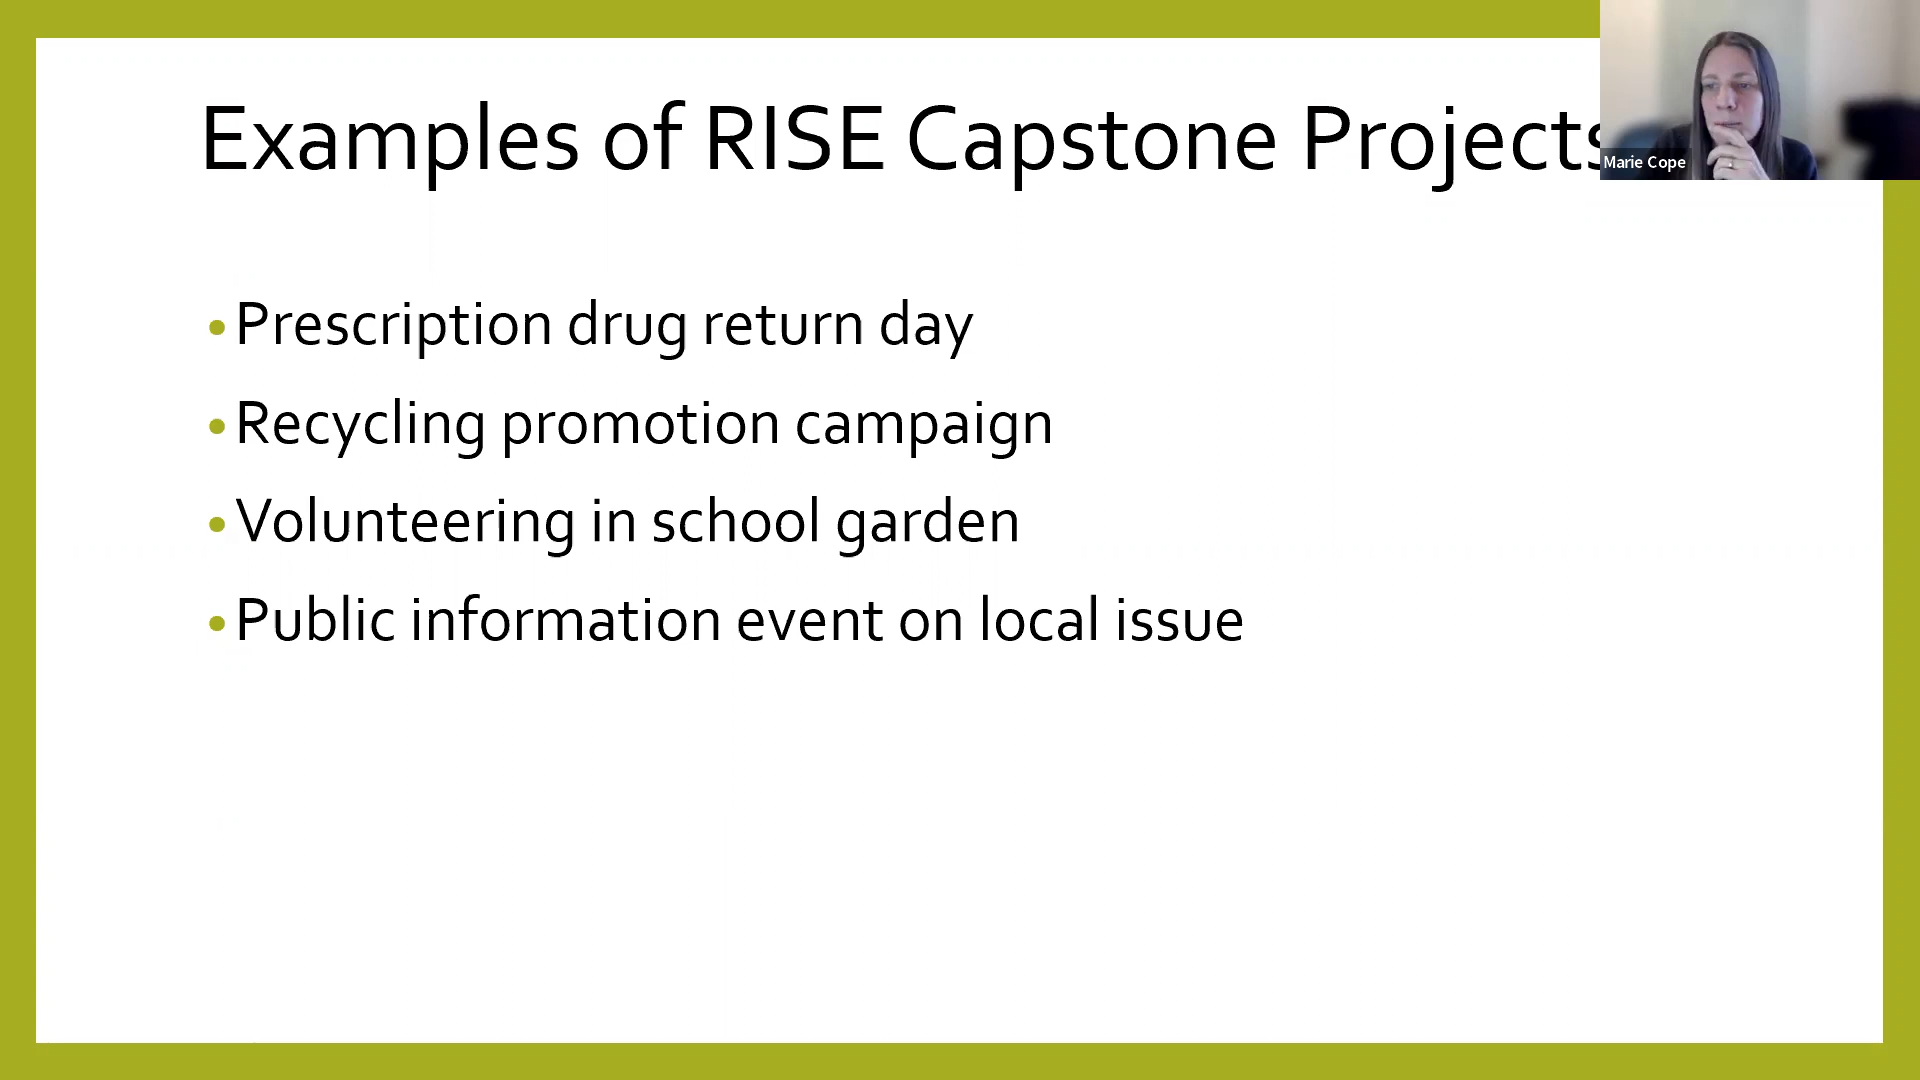 Examples of RISE Capstone Projects
Marie Cope
•Prescription drug return day
•Recycling promotion campaign
•Volunteering in school garden
•Public information event on local issue